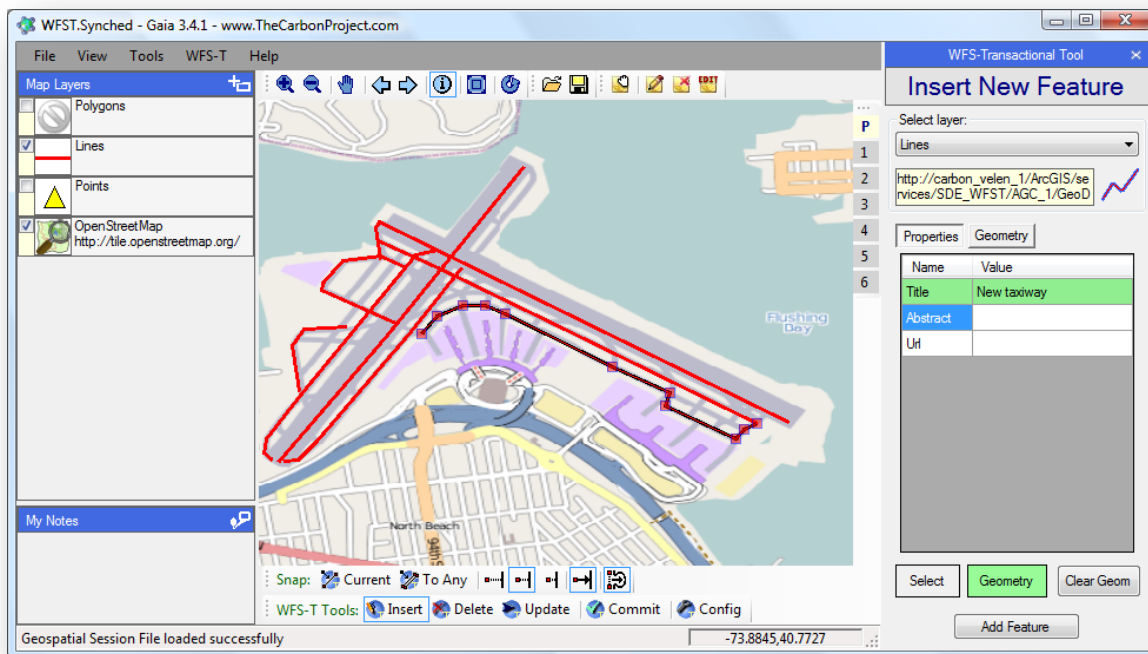 WFST.Synched - Gaia 3.4.1 - www.TheCarbonProject.com
File View Tools WFS-T Help
Map Layers
Polygons
Lines
Points
OpenStreetMap
http://tile.openstreetmap.org/
My Notes
EDIT
P
1
2
3
4
5
6
Flushing
Bay
North Beach
94th
Snap: Current To Any
WFS-T Tools: Insert Delete Update Commit Config
Geospatial Session File loaded successfully
-73.8845,40.7727
WFS-Transactional Tool
Insert New Feature
Select layer:
Lines
http://carbon_velen_1/ArcGIS/se
rvices/SDE_WFST/AGC_1/GeoD
Properties Geometry
Name Value
Title New taxiway
Abstract
Url
Select Geometry Clear Geom
Add Feature